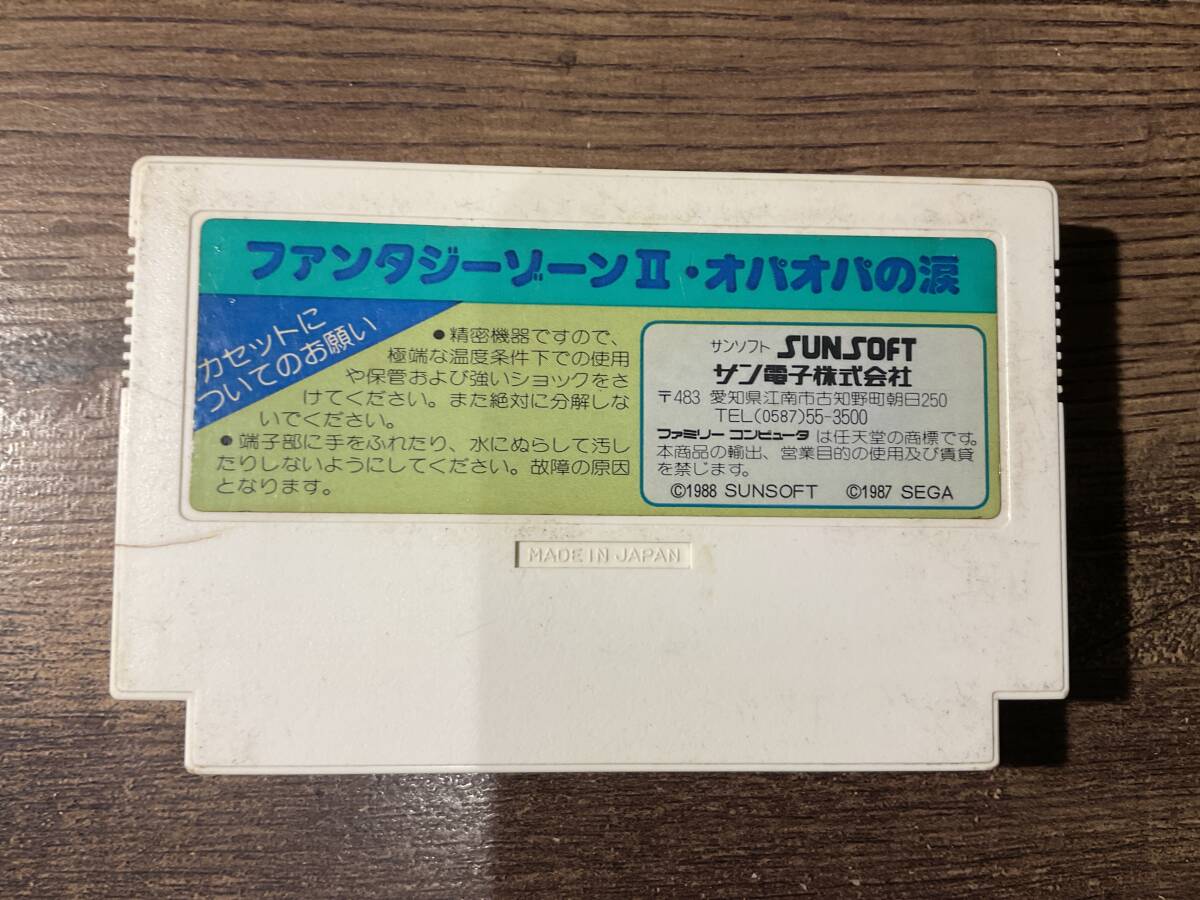 ファンタジーゾーンII・オパオパの涙
カセットに
ついてのお願い
●精密機器ですので、
極端な温度条件下での使用
や保管および強いショックをさ
けてください。また絶対に分解しな
いでください。
●端子部に手をふれたり、水にぬらして汚し
たりしないようにしてください。故障の原因
となります。
サンソフト SUNSOFT
サン電子株式会社
〒483 愛知県江南市古知野町朝日250
TEL(0587)55-3500
ファミリー コンピュータ は任天堂の商標です。
本商品の輸出、営業目的の使用及び賃貸
を禁じます。
©1988 SUNSOFT ©1987 SEGA
MADE IN JAPAN